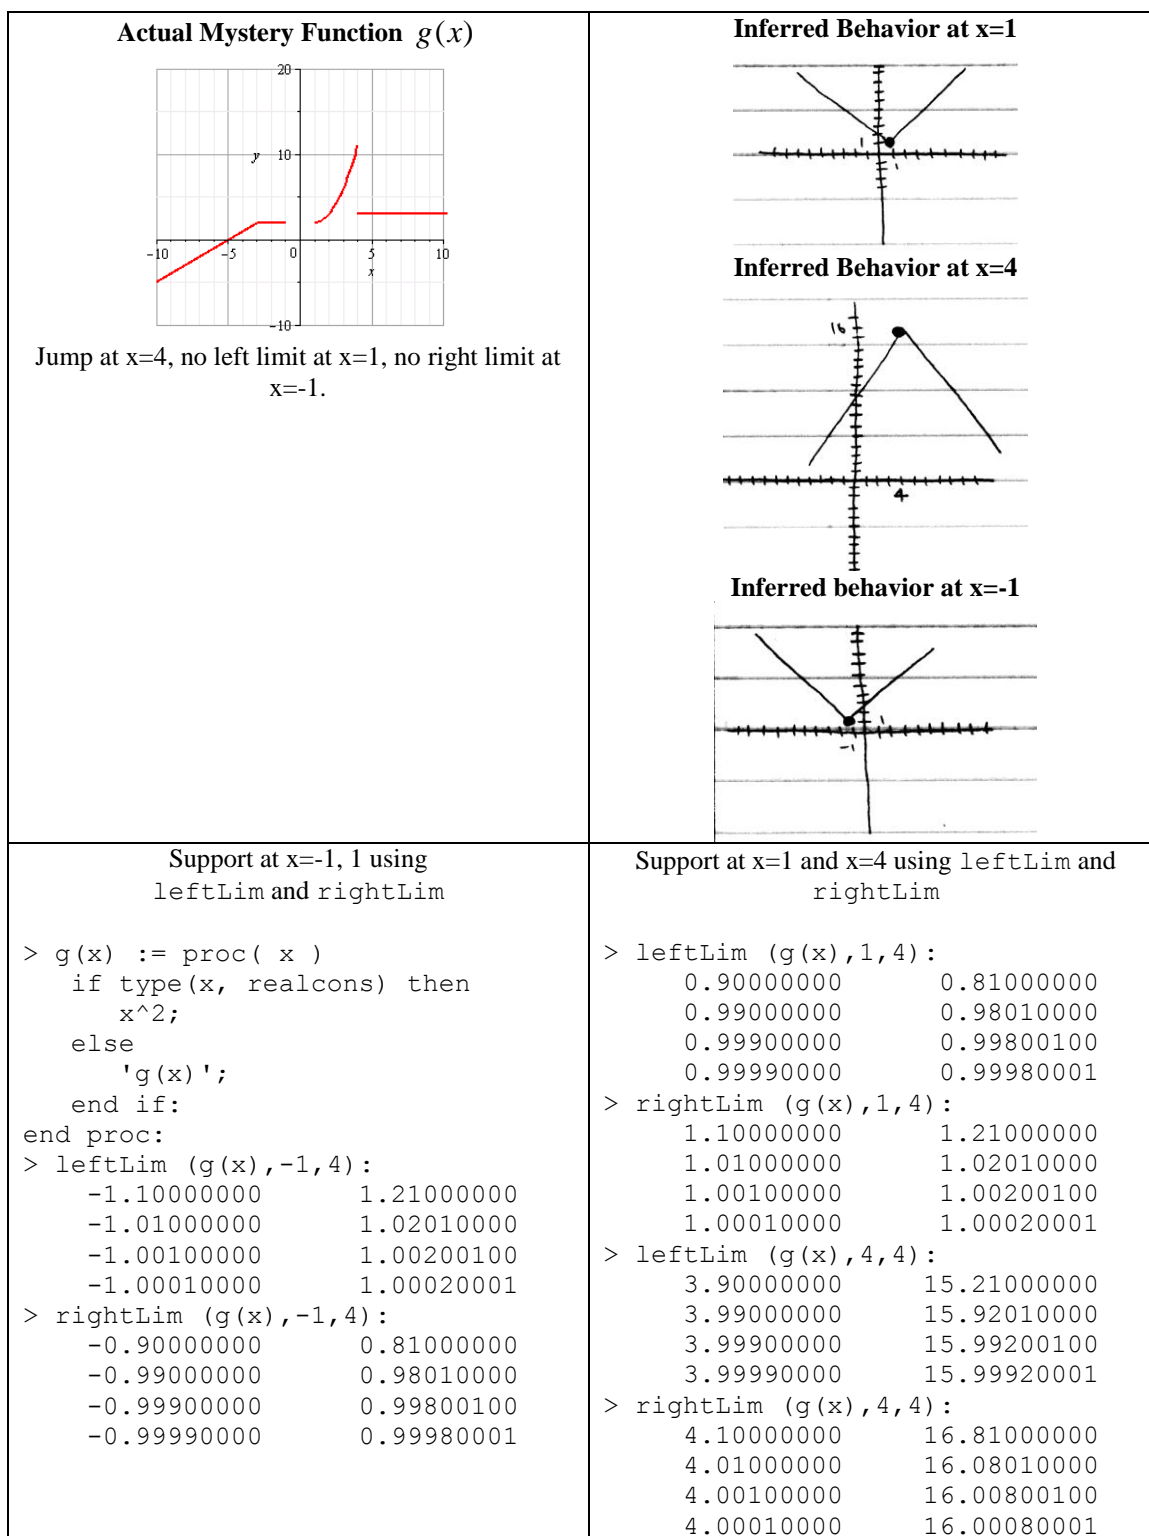 Actual Mystery Function g(x)
20
y
10
-10
-5
0
5
10
x
-10
Jump at x=4, no left limit at x=1, no right limit at
x=-1.
Inferred Behavior at x=1
1
1
Inferred Behavior at x=4
16
4
Inferred behavior at x=-1
1
-1
Support at x=-1, 1 using
leftLim and rightLim
> g(x) := proc( x )
if type(x, realcons) then
x^2;
else
'g(x)';
end if:
end proc:
> leftLim (g(x),-1,4):
-1.10000000 1.21000000
-1.01000000 1.02010000
-1.00100000 1.00200100
-1.00010000 1.00020001
> rightLim (g(x),-1,4):
-0.90000000 0.81000000
-0.99000000 0.98010000
-0.99900000 0.99800100
-0.99990000 0.99980001
Support at x=1 and x=4 using leftLim and
rightLim
> leftLim (g(x),1,4):
0.90000000 0.81000000
0.99000000 0.98010000
0.99900000 0.99800100
0.99990000 0.99980001
> rightLim (g(x),1,4):
1.10000000 1.21000000
1.01000000 1.02010000
1.00100000 1.00200100
1.00010000 1.00020001
> leftLim (g(x),4,4):
3.90000000 15.21000000
3.99000000 15.92010000
3.99900000 15.99200100
3.99990000 15.99920001
> rightLim (g(x),4,4):
4.10000000 16.81000000
4.01000000 16.08010000
4.00100000 16.00800100
4.00010000 16.00080001